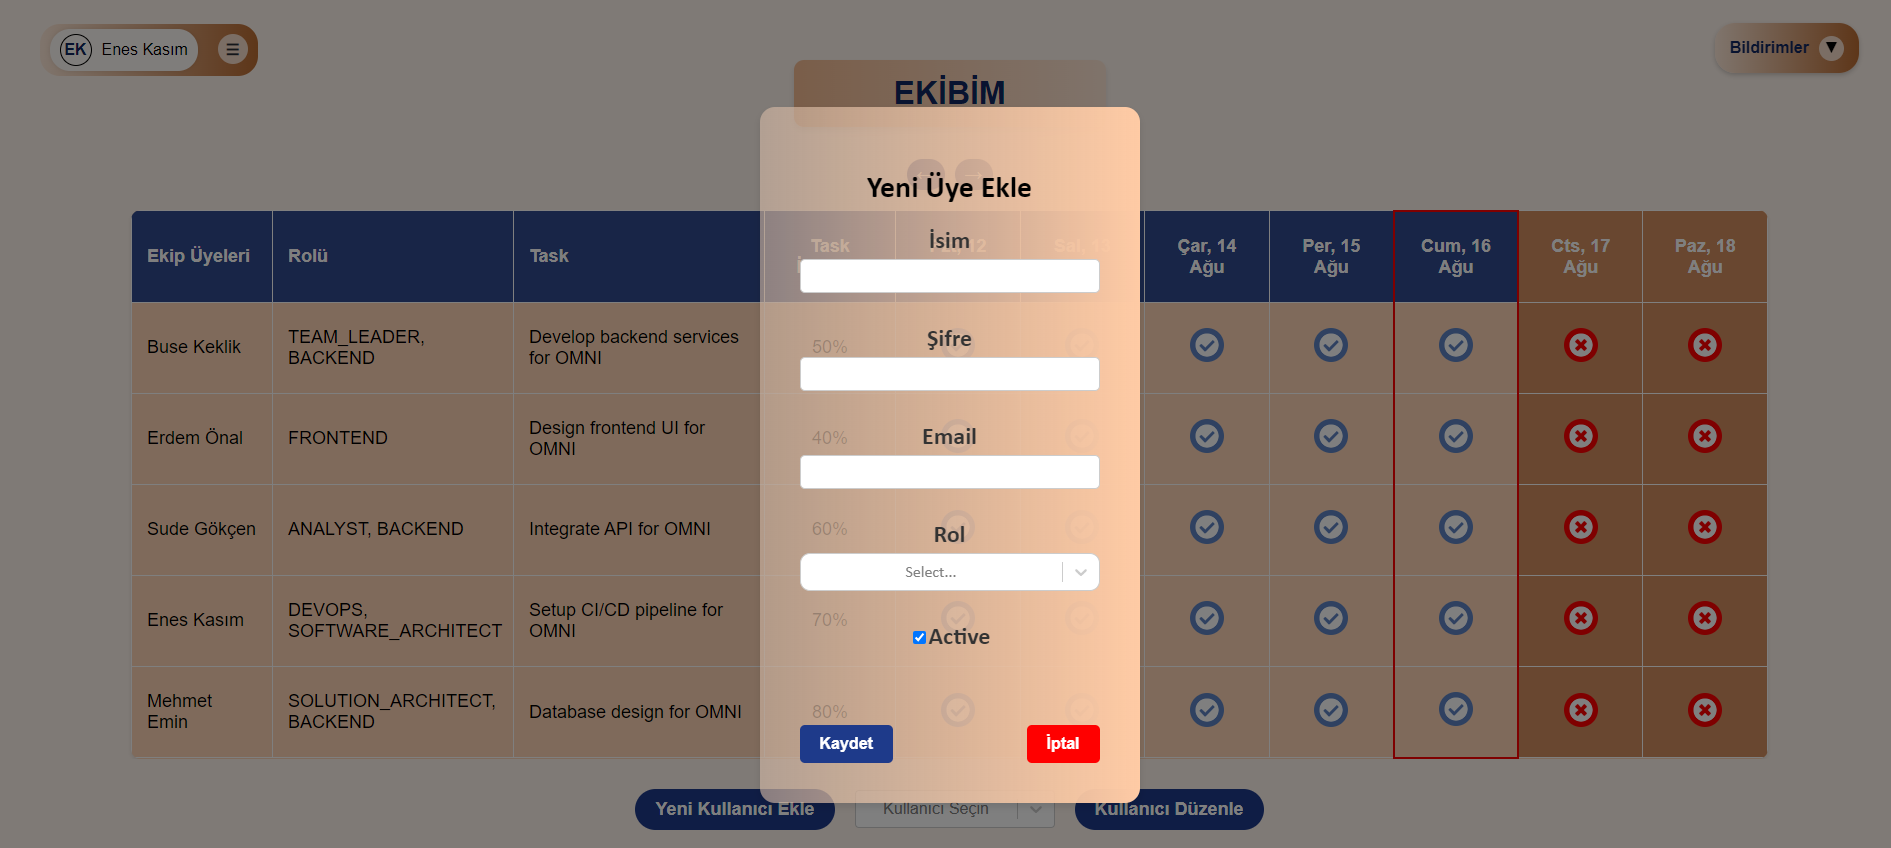 EK Enes Kasım ☰
Bildirimler ▼
EKİBİM
Yeni Üye Ekle
İsim
Şifre
Email
Rol
Select...
Active
Kaydet
İptal
Ekip Üyeleri
Rolü
Task
Task
12
Sal,
Çar, 14
Ağu
Per, 15
Ağu
Cum, 16
Ağu
Cts, 17
Ağu
Paz, 18
Ağu
Buse Keklik
TEAM_LEADER,
BACKEND
Develop backend services
for OMNI
50%
Erdem Önal
FRONTEND
Design frontend UI for
OMNI
40%
Sude Gökçen
ANALYST, BACKEND
Integrate API for OMNI
60%
Enes Kasım
DEVOPS,
SOFTWARE_ARCHITECT
Setup CI/CD pipeline for
OMNI
70%
Mehmet
Emin
SOLUTION_ARCHITECT,
BACKEND
Database design for OMNI
80%
Yeni Kullanıcı Ekle
Kullanıcı Seçin
Kullanıcı Düzenle